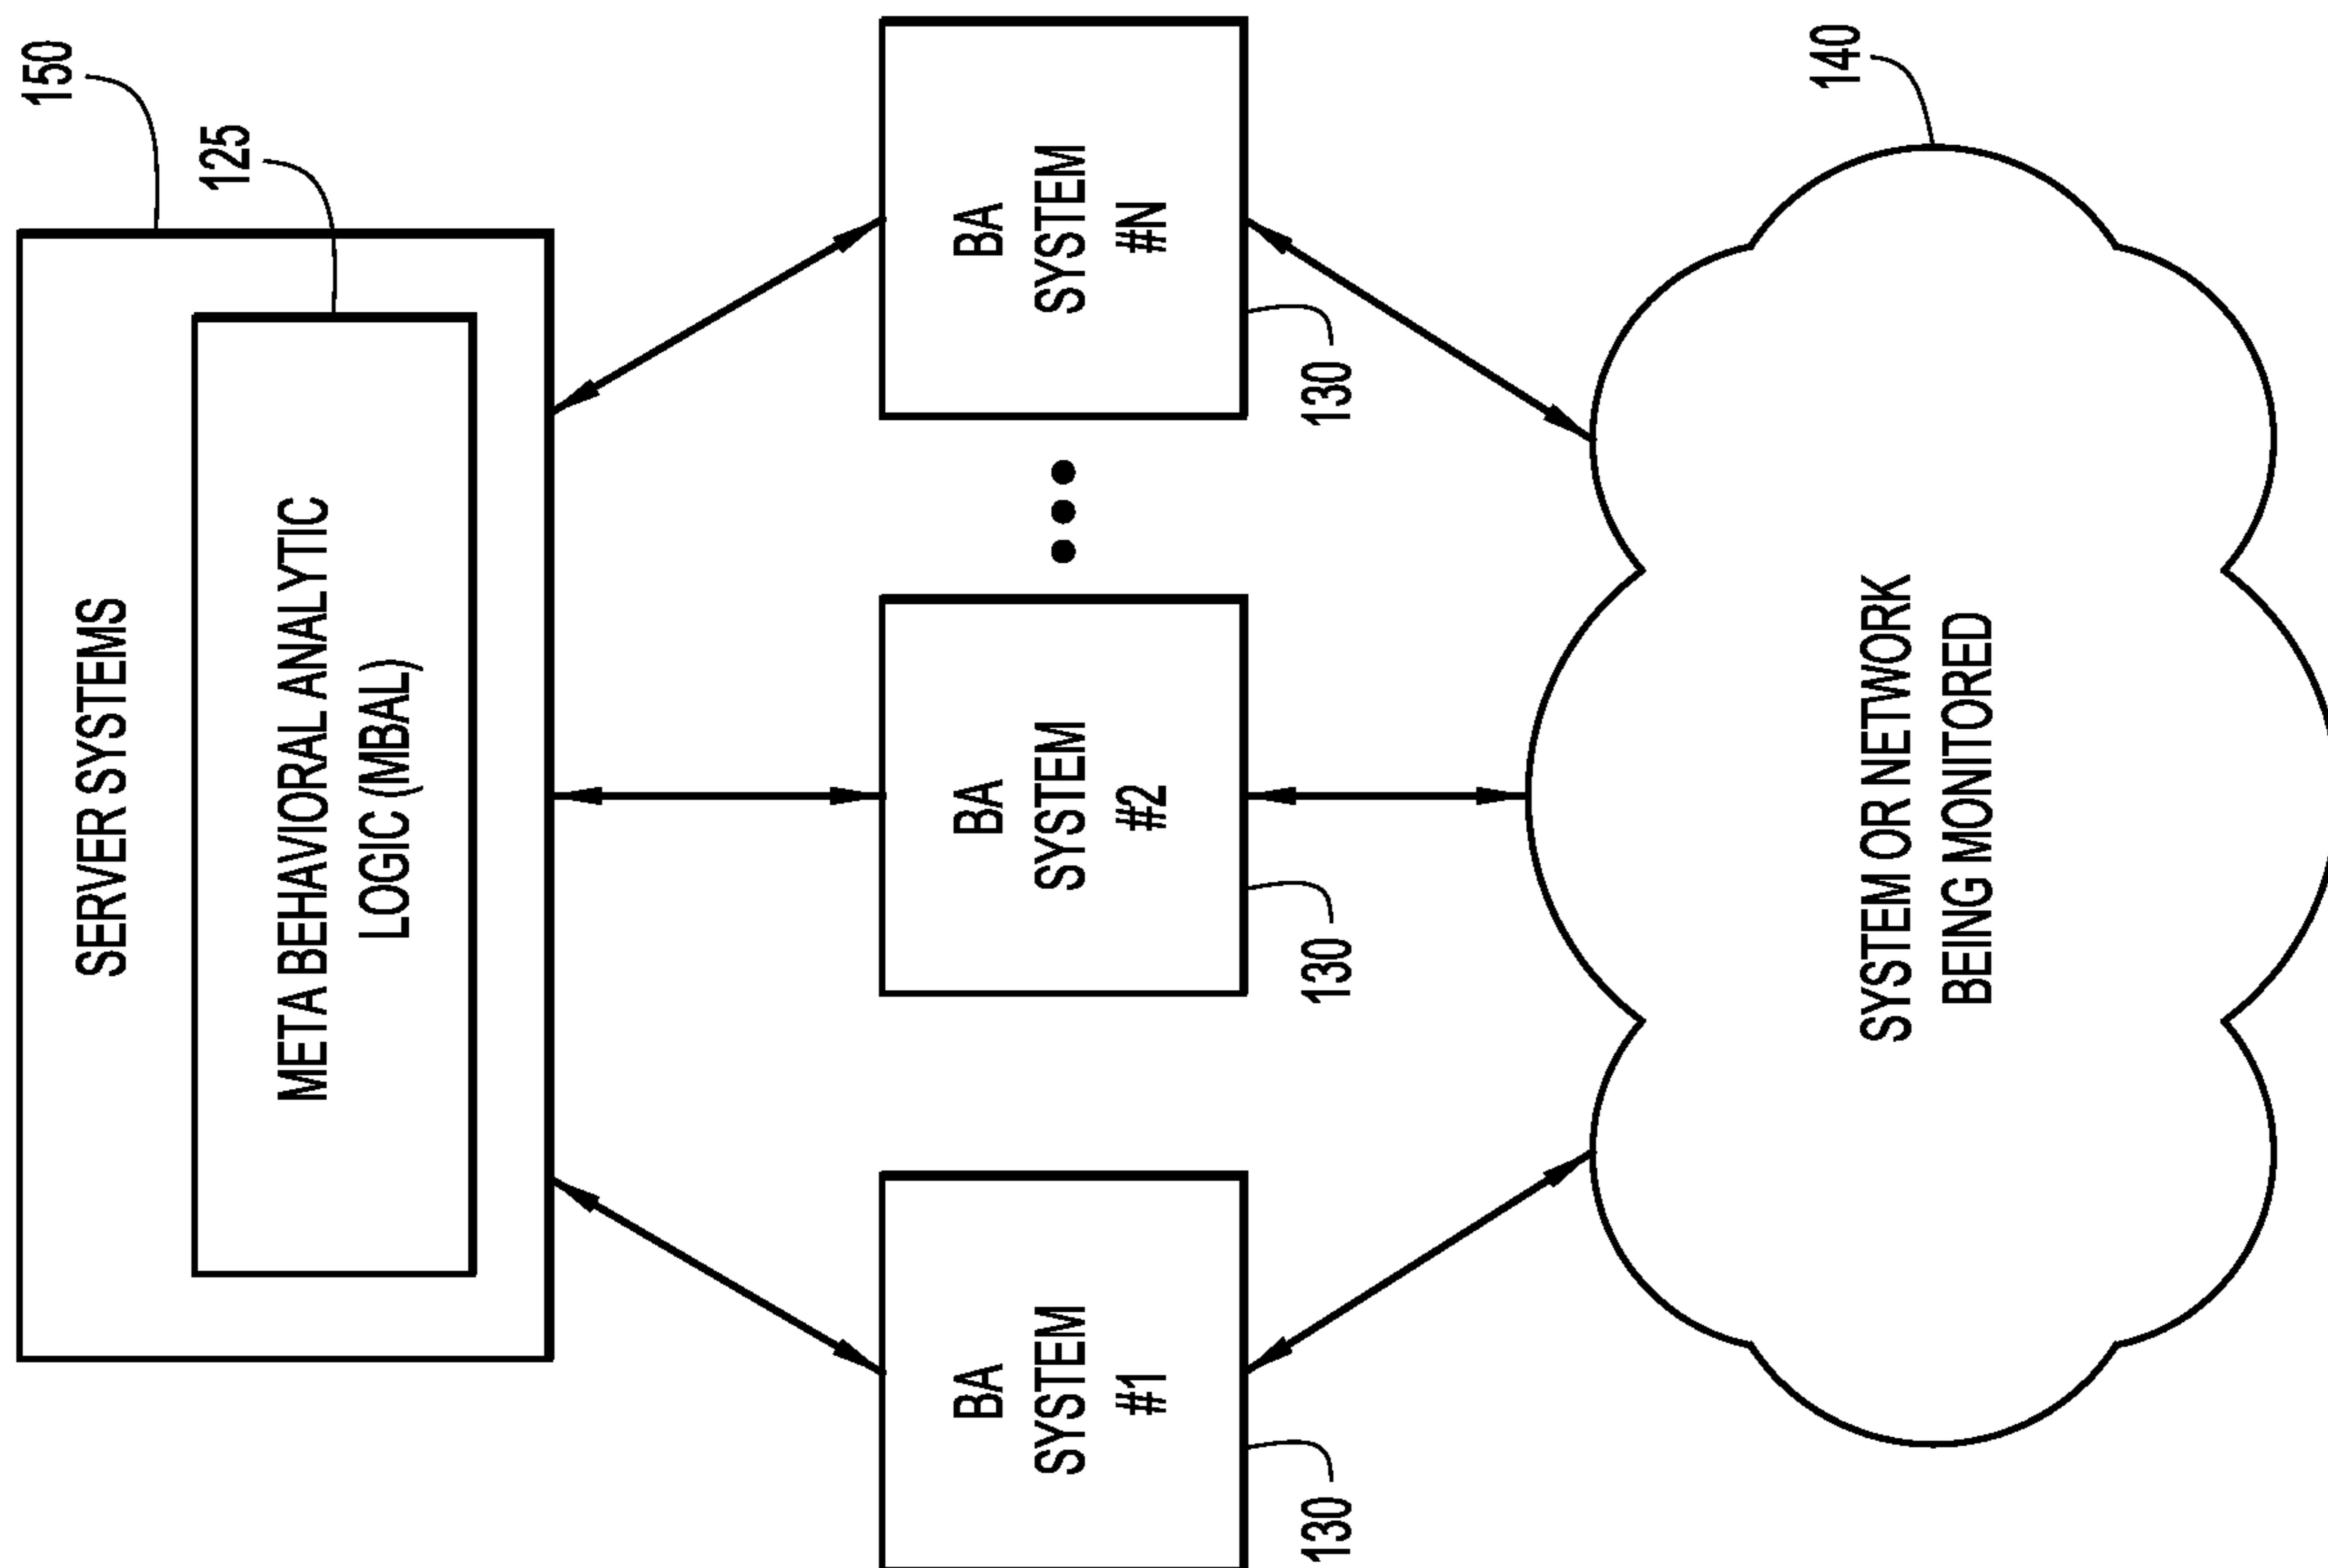 150
SERVER SYSTEMS
125
META BEHAVIORAL ANALYTIC
LOGIC (MBAL)
BA
SYSTEM
#1
130
BA
SYSTEM
#2
130
BA
SYSTEM
#N
130
140
SYSTEM OR NETWORK
BEING MONITORED